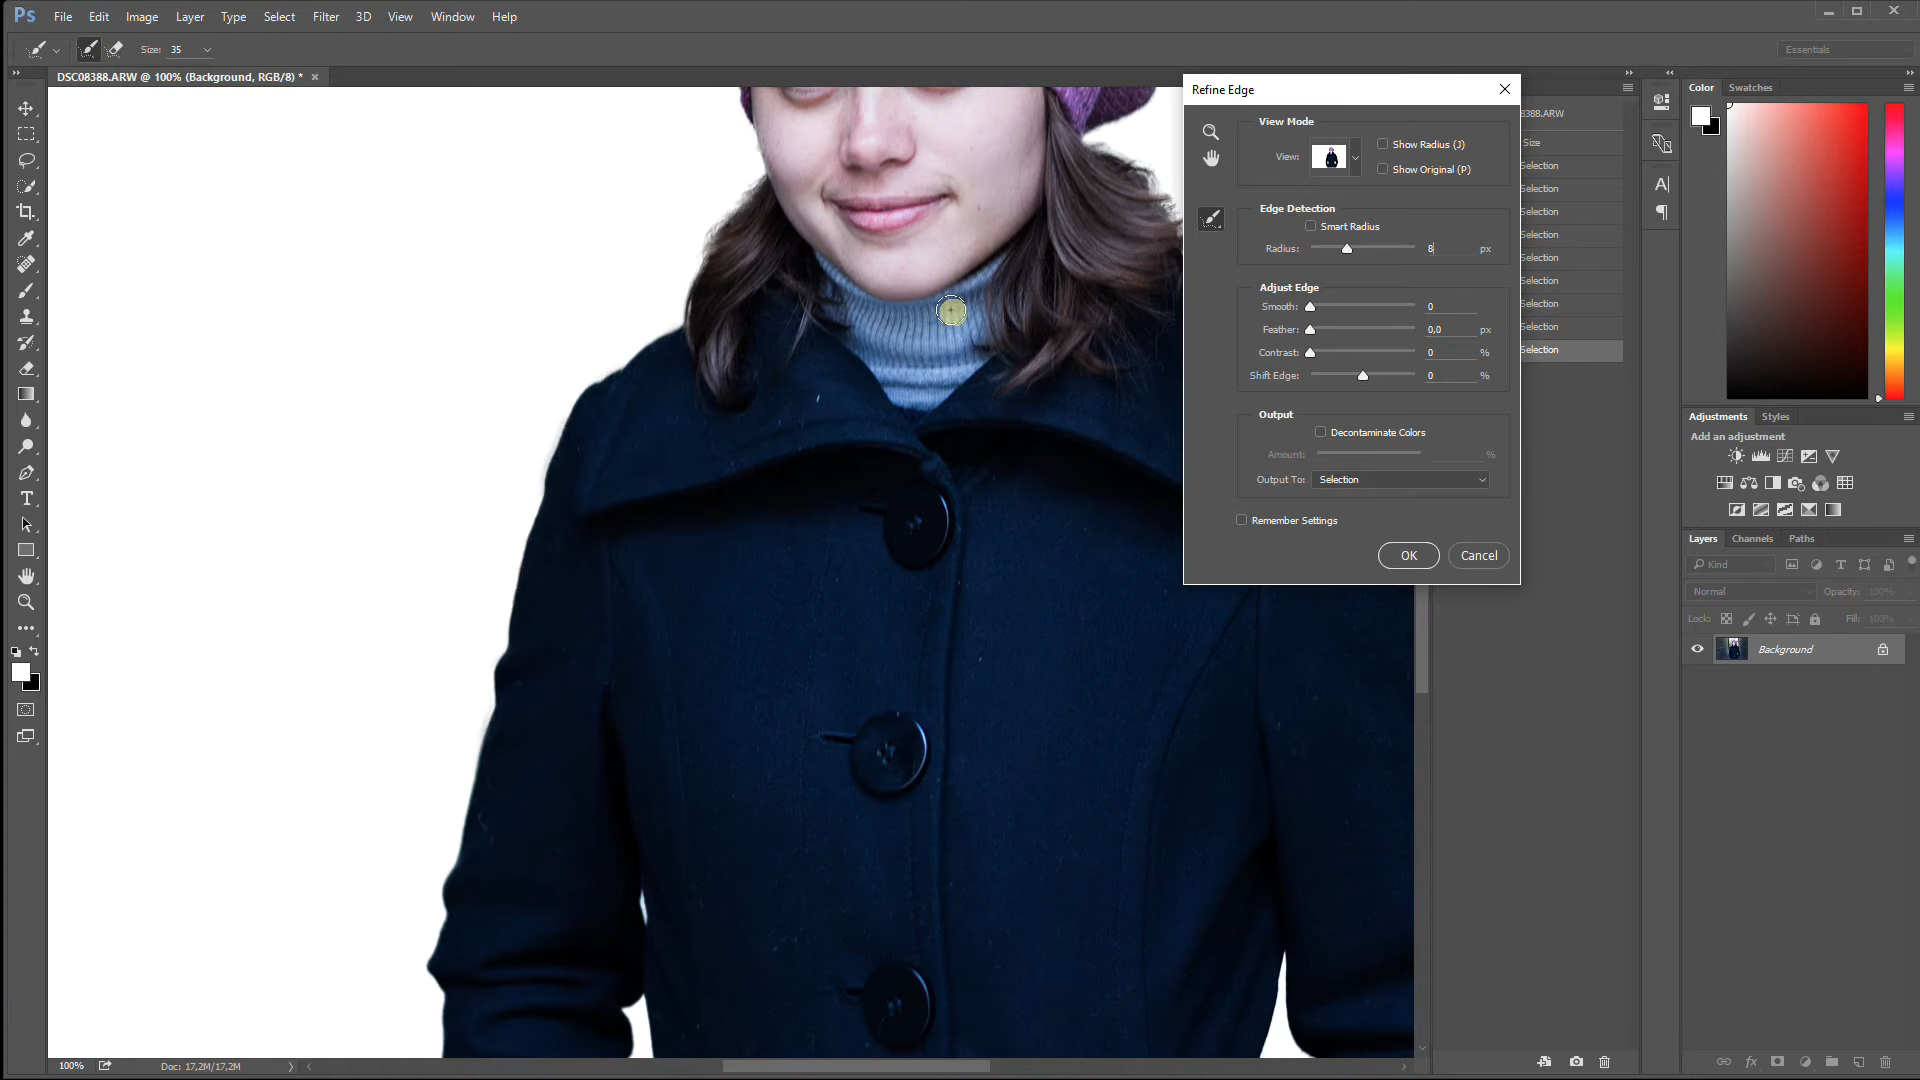 Ps File Edit Image Layer Type Select Filter 3D View Window Help
Size: 35
Essentials
DSC08388.ARW @ 100% (Background, RGB/8) *
Refine Edge
View Mode
View:
Show Radius (J)
Show Original (P)
Edge Detection
Smart Radius
Radius: 8 px
Adjust Edge
Smooth: 0
Feather: 0,0 px
Contrast: 0 %
Shift Edge: 0 %
Output
Decontaminate Colors
Amount: %
Output To: Selection
Remember Settings
OK Cancel
8388.ARW
Size
Selection
Selection
Selection
Selection
Selection
Selection
Selection
Selection
Selection
Color Swatches
Adjustments Styles
Add an adjustment
Layers Channels Paths
Kind
Normal Opacity: 100%
Lock: Fill: 100%
Background
100% Doc: 17,2M/17,2M